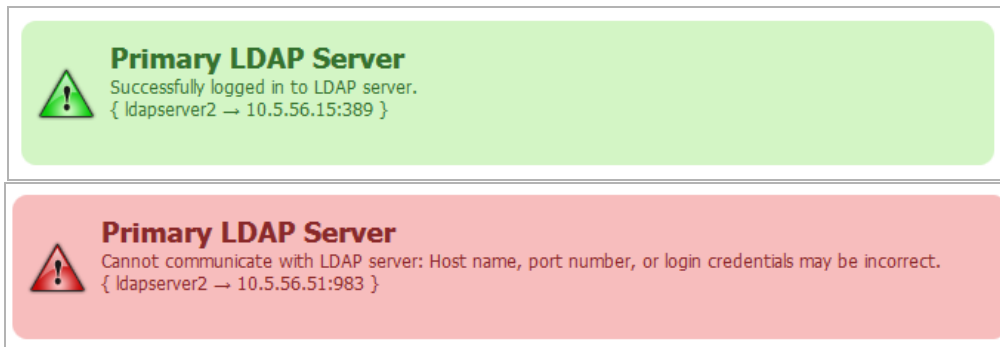 Primary LDAP Server
Successfully logged in to LDAP server.
{ ldapserver2 → 10.5.56.15:389 }
Primary LDAP Server
Cannot communicate with LDAP server: Host name, port number, or login credentials may be incorrect.
{ ldapserver2 → 10.5.56.51:983 }